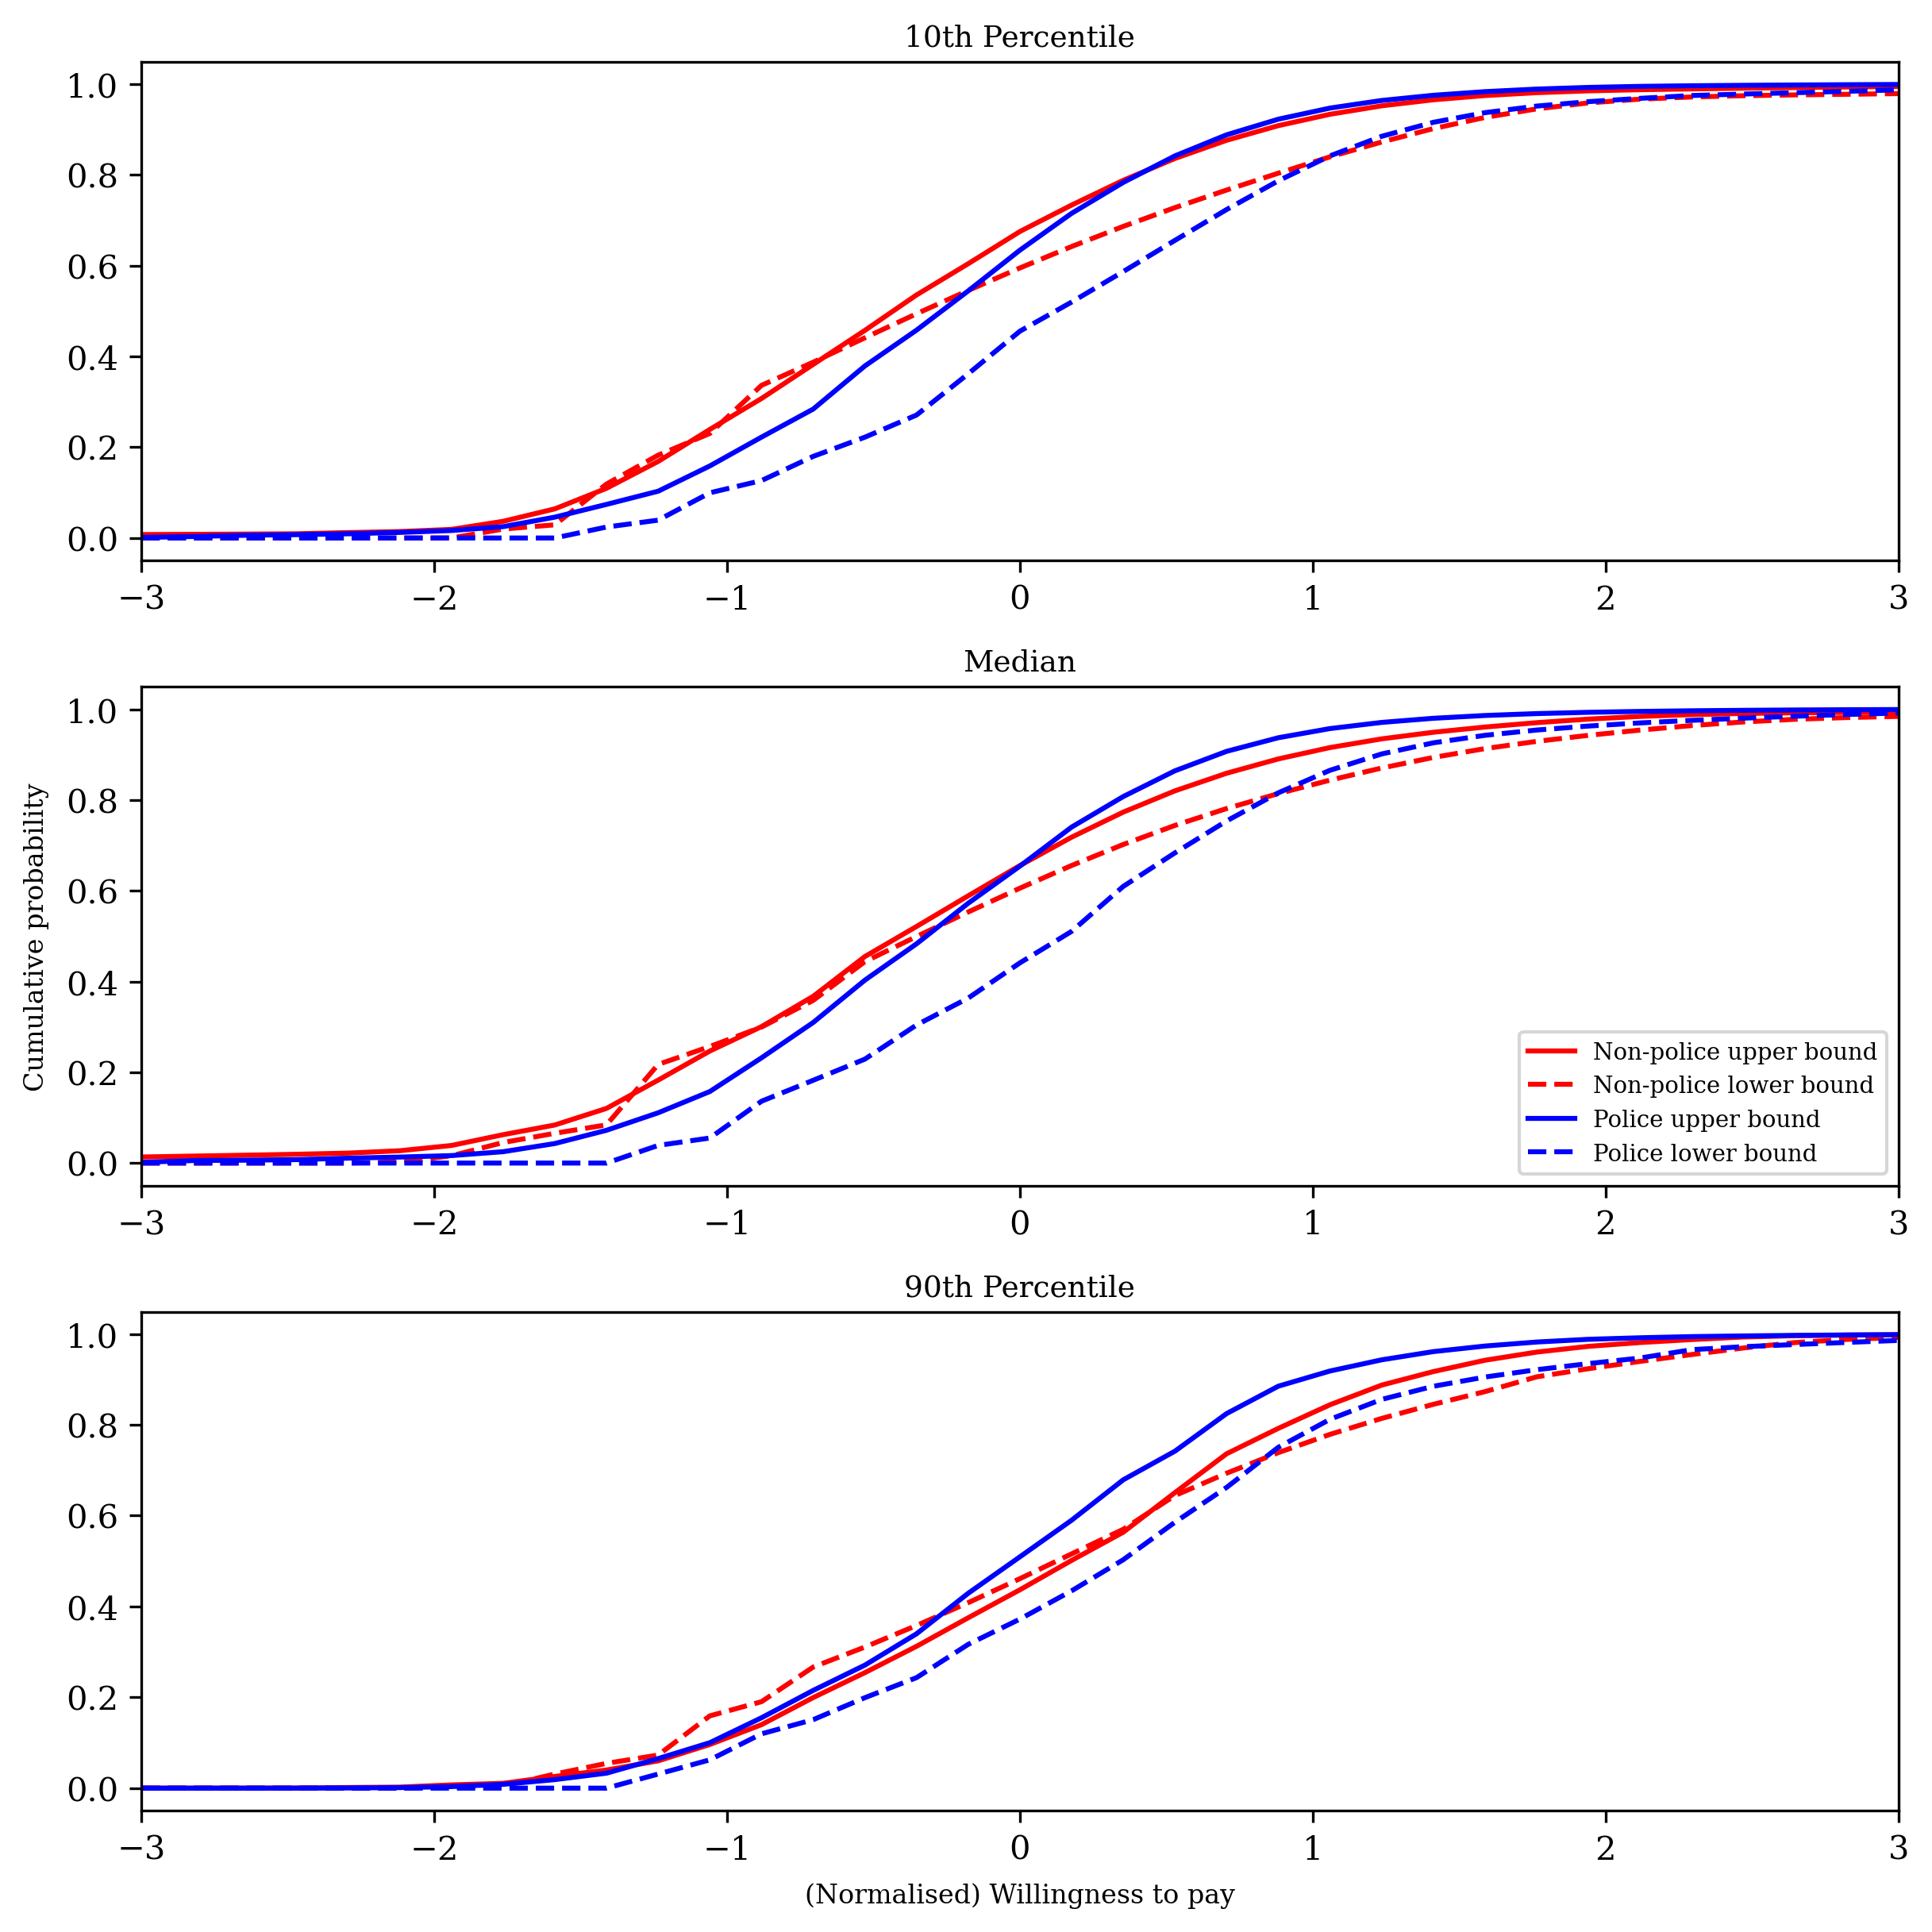 10th Percentile
1.0
0.8
0.6
0.4
0.2
0.0
−3 −2 −1 0 1 2 3
Median
1.0
0.8
0.6
0.4
0.2
0.0
Cumulative probability
Non-police upper bound
Non-police lower bound
Police upper bound
Police lower bound
−3 −2 −1 0 1 2 3
90th Percentile
1.0
0.8
0.6
0.4
0.2
0.0
−3 −2 −1 0 1 2 3
(Normalised) Willingness to pay